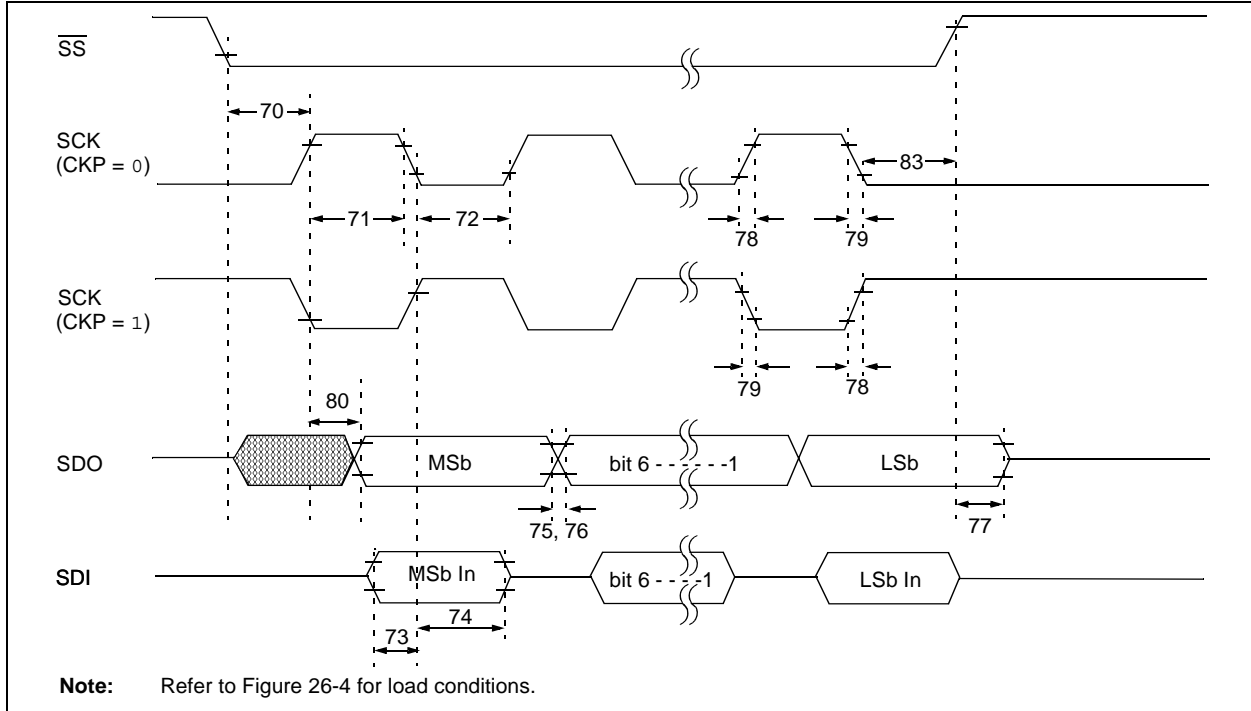 SS
70
SCK
(CKP = 0)
83
71
72
78
79
SCK
(CKP = 1)
79
78
80
SDO
MSb
bit 6 - - - - - -1
LSb
75, 76
77
SDI
MSb In
bit 6 - - - -1
LSb In
74
73
Note: Refer to Figure 26-4 for load conditions.